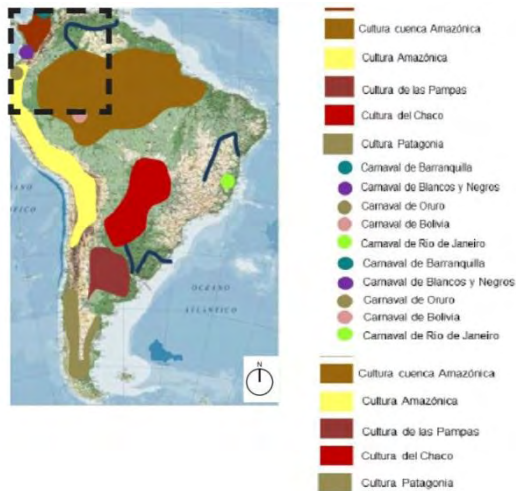 Cultura cuenca Amazónica
Cultura Amazónica
Cultura de las Pampas
Cultura del Chaco
Cultura Patagonia
Carnaval de Barranquilla
Carnaval de Blancos y Negros
Carnaval de Oruro
Carnaval de Bolivia
Carnaval de Rio de Janeiro
Carnaval de Barranquilla
Carnaval de Blancos y Negros
Carnaval de Oruro
Carnaval de Bolivia
Carnaval de Rio de Janeiro
Cultura cuenca Amazónica
Cultura Amazónica
Cultura de las Pampas
Cultura del Chaco
Cultura Patagonia
OCEANO
ATLÁNTICO
N